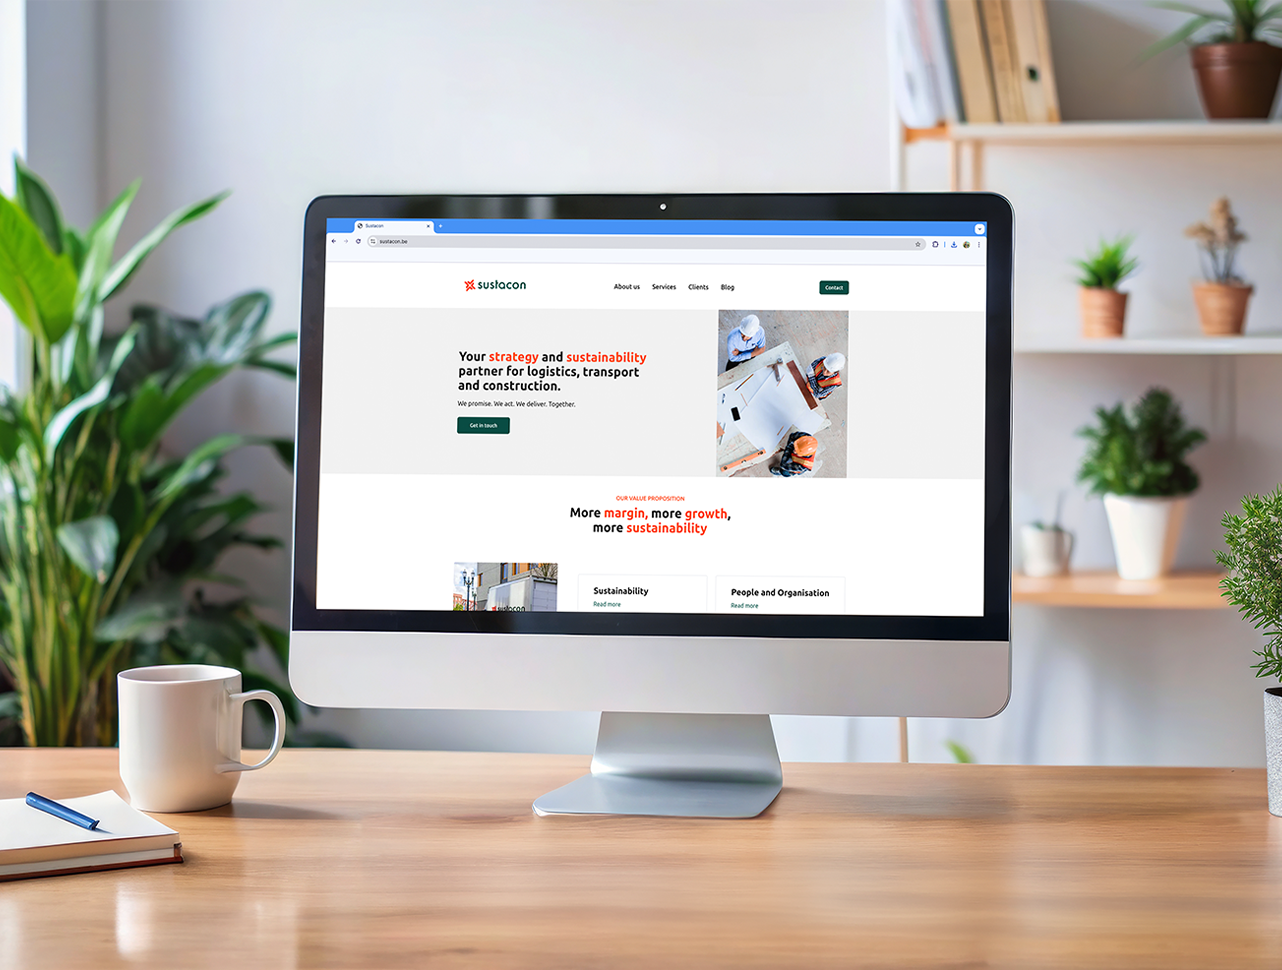 Sustacon
sustacon.be
sustacon
About us
Services
Clients
Blog
Contact
Your strategy and sustainability
partner for logistics, transport
and construction.
We promise. We act. We deliver. Together.
Get in touch
OUR VALUE PROPOSITION
More margin, more growth,
more sustainability
sustacon
Sustainability
Read more
People and Organisation
Read more